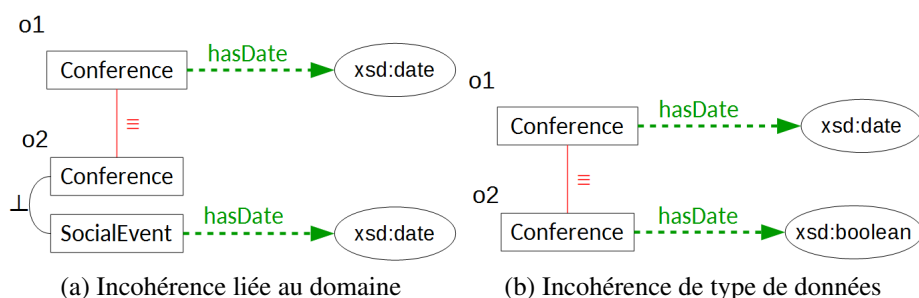 o1
Conference
hasDate
xsd:date
≡
o2
Conference
⊥
SocialEvent
hasDate
xsd:date
(a) Incohérence liée au domaine
o1
Conference
hasDate
xsd:date
≡
o2
Conference
hasDate
xsd:boolean
(b) Incohérence de type de données